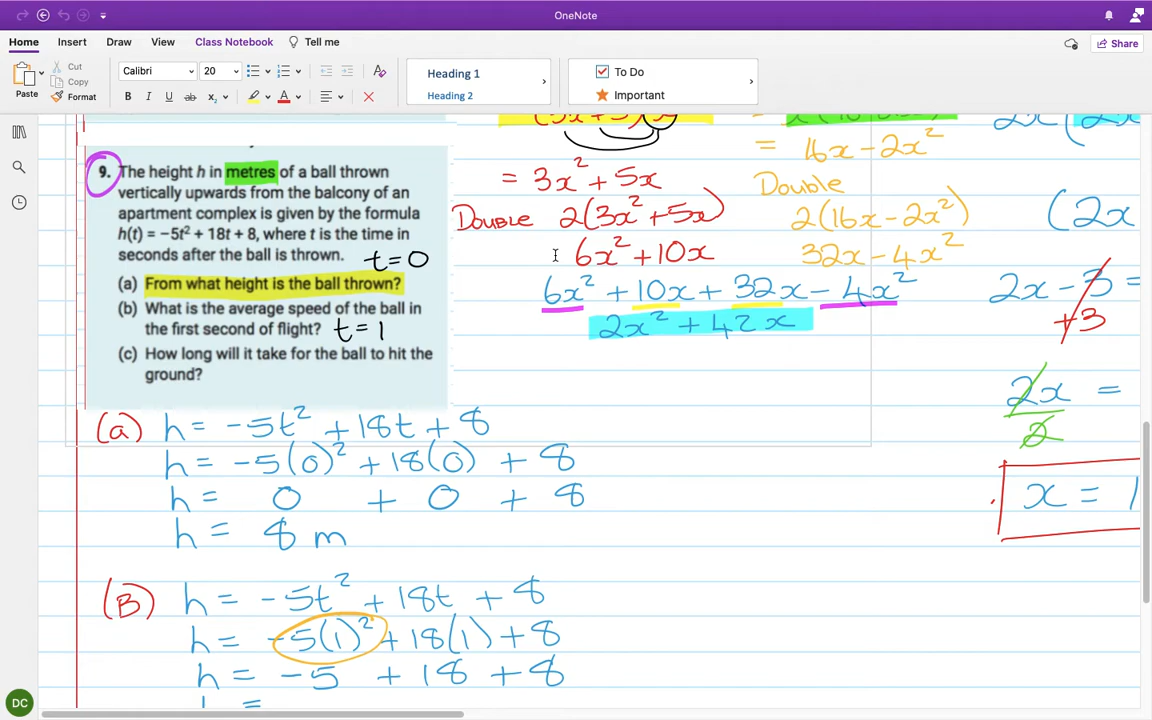 OneNote
Home Insert Draw View Class Notebook Tell me
Share
Paste
Cut
Copy
Format
Calibri 20
B I U ab x₂ A
Heading 1
Heading 2
To Do
Important
9. The height h in metres of a ball thrown
vertically upwards from the balcony of an
apartment complex is given by the formula
h(t) = −5t² + 18t + 8, where t is the time in
seconds after the ball is thrown.
t=0
(a) From what height is the ball thrown?
(b) What is the average speed of the ball in
the first second of flight?
t=1
(c) How long will it take for the ball to hit the
ground?
= 3x² + 5x
Double 2(3x² + 5x)
6x² + 10x
= 16x − 2x²
Double
2(16x − 2x²)
32x − 4x²
6x² + 10x + 32x − 4x²
2x² + 42x
(2x
2x − 3 =
+3
2x =
2
x = 1
(a) h = −5t² + 18t + 8
h = −5(0)² + 18(0) + 8
h = 0 + 0 + 8
h = 8 m
(B) h = −5t² + 18t + 8
h = −5(1)² + 18(1) + 8
h = −5 + 18 + 8
DC